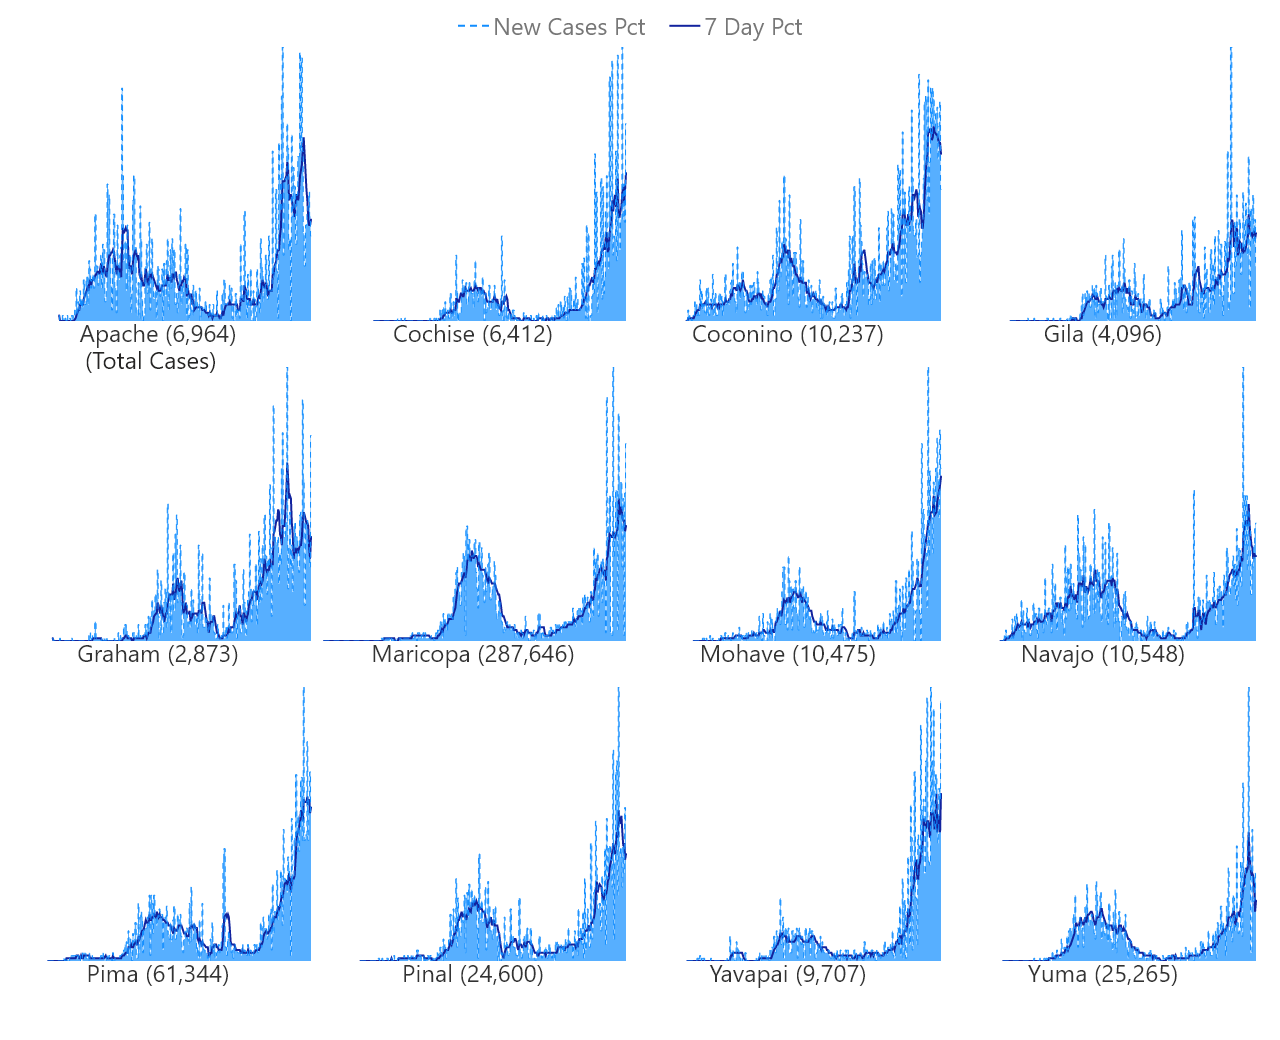 New Cases Pct 7 Day Pct
Apache (6,964) Cochise (6,412) Coconino (10,237) Gila (4,096)
(Total Cases)
Graham (2,873) Maricopa (287,646) Mohave (10,475) Navajo (10,548)
Pima (61,344) Pinal (24,600) Yavapai (9,707) Yuma (25,265)